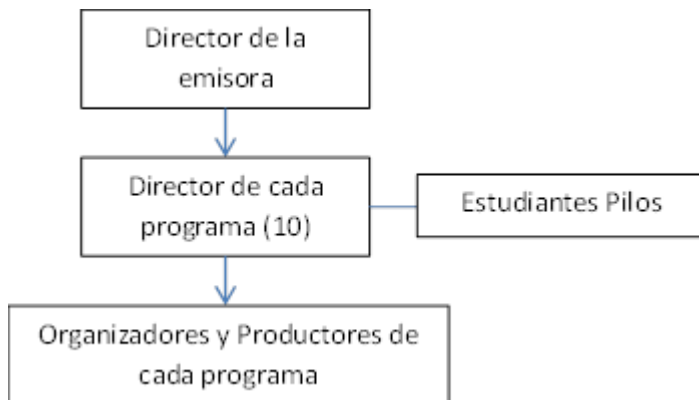 Director de la
emisora
Director de cada
programa (10)
Estudiantes Pilos
Organizadores y Productores de
cada programa